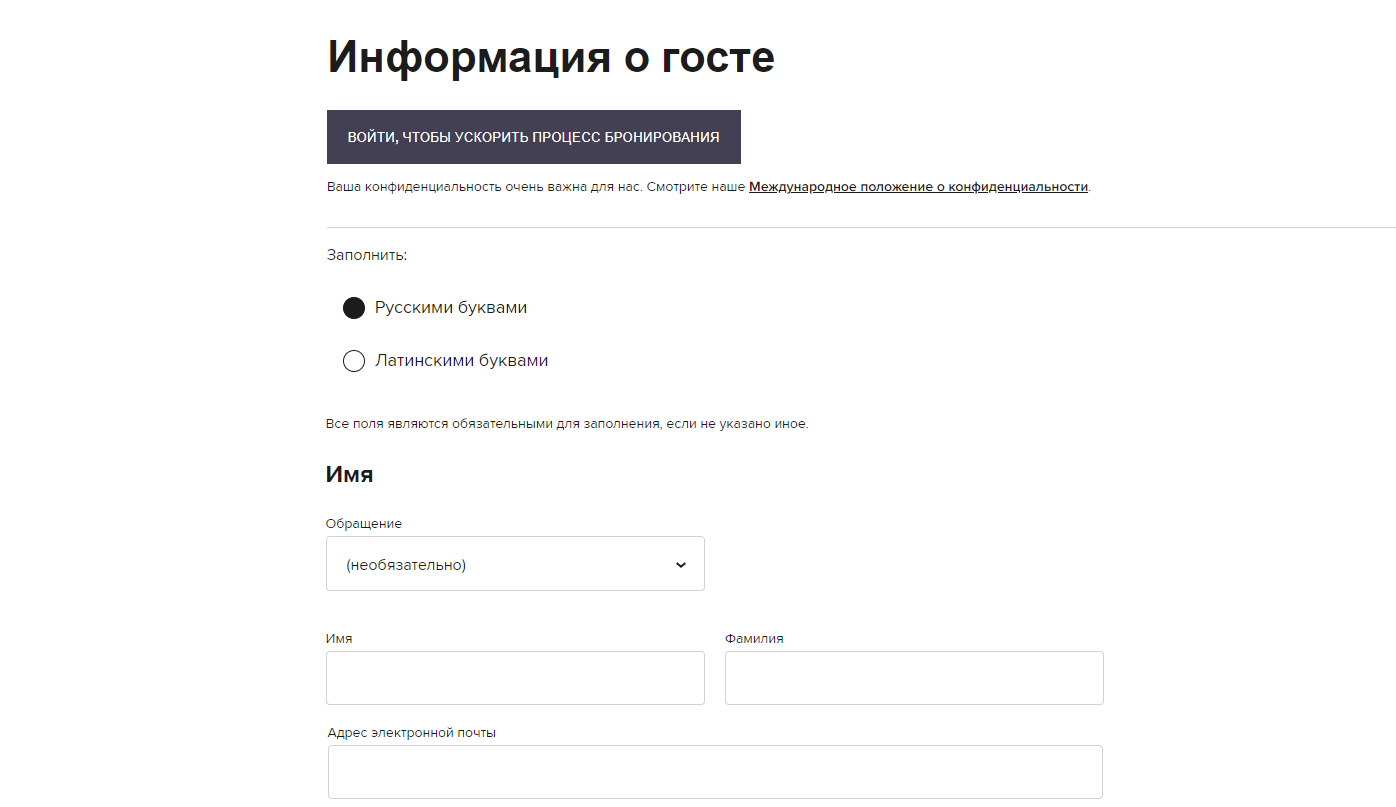 Информация о госте
ВОЙТИ, ЧТОБЫ УСКОРИТЬ ПРОЦЕСС БРОНИРОВАНИЯ
Ваша конфиденциальность очень важна для нас. Смотрите наше Международное положение о конфиденциальности.
Заполнить:
Русскими буквами
Латинскими буквами
Все поля являются обязательными для заполнения, если не указано иное.
Имя
Обращение
(необязательно)
Имя
Фамилия
Адрес электронной почты